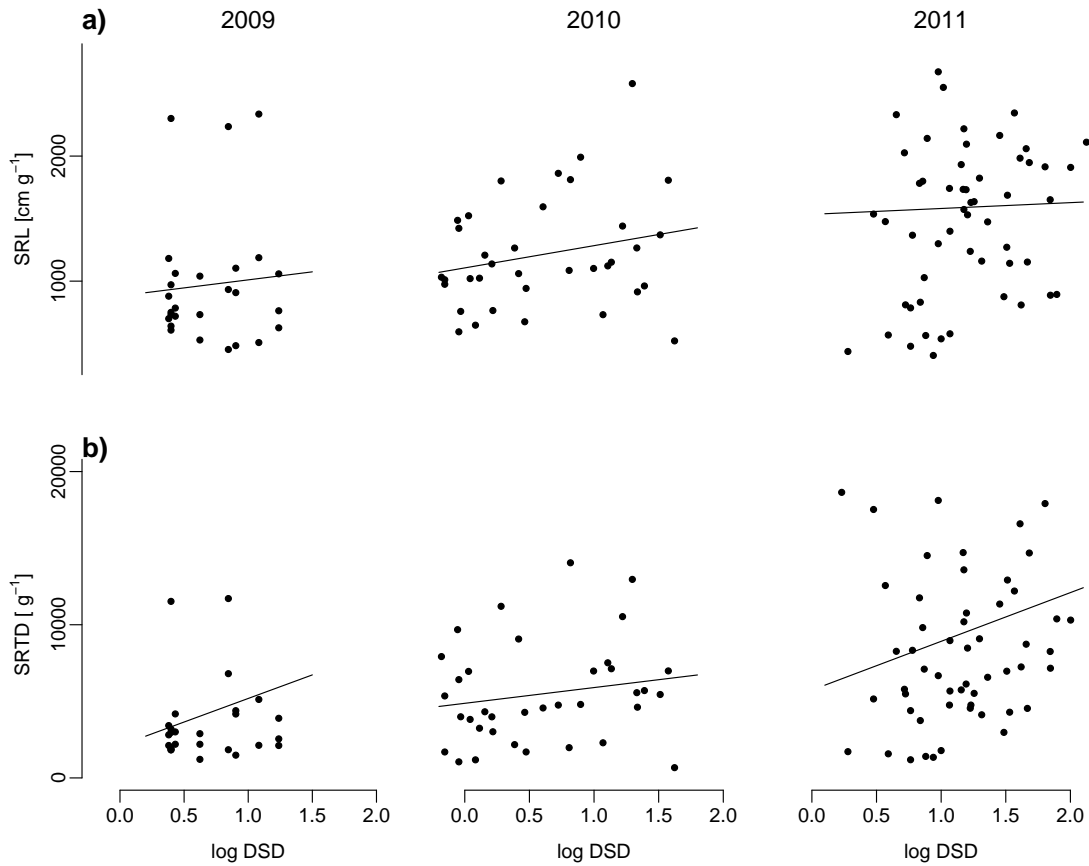 a) 2009 2010 2011
SRL [cm g⁻¹]
1000 2000
b)
SRTD [ g⁻¹]
0 10000 20000
0.0 0.5 1.0 1.5 2.0 0.0 0.5 1.0 1.5 2.0 0.0 0.5 1.0 1.5 2.0
log DSD log DSD log DSD